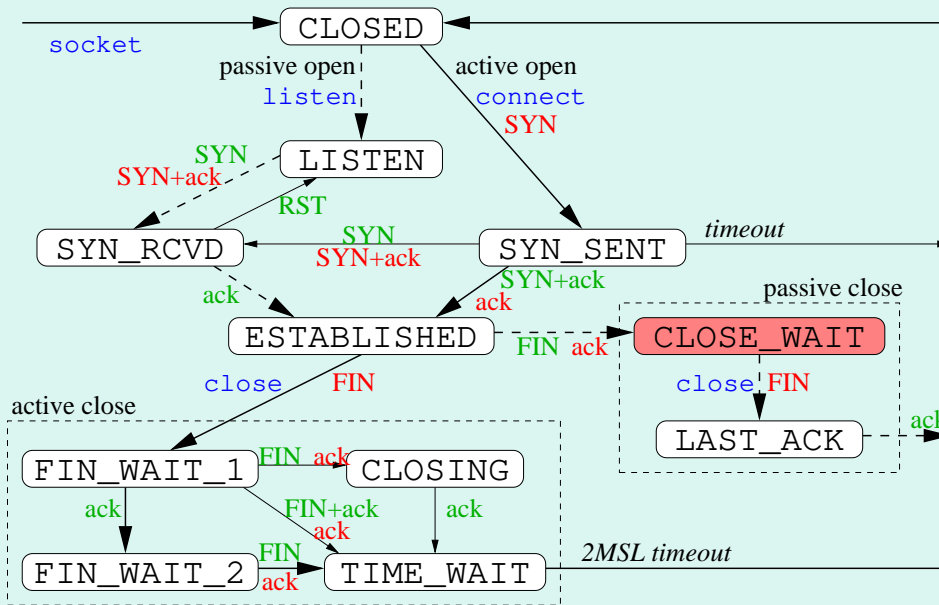 CLOSED
socket
passive open
active open
listen
connect
SYN
LISTEN
SYN
SYN+ack
RST
SYN_RCVD
SYN
SYN+ack
SYN_SENT
timeout
ack
SYN+ack
ack
passive close
ESTABLISHED
FIN ack
CLOSE_WAIT
close FIN
close FIN
active close
LAST_ACK
ack
FIN_WAIT_1
FIN ack
CLOSING
ack
FIN+ack
ack
ack
FIN_WAIT_2
FIN
ack
TIME_WAIT
2MSL timeout